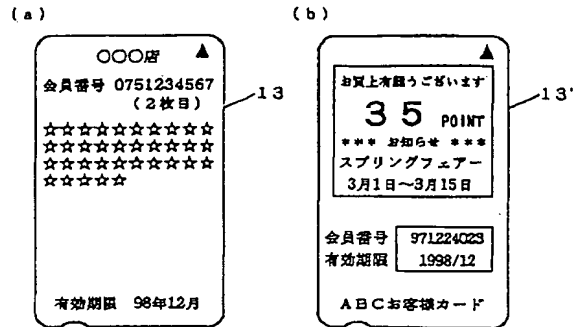 (a)
○○○店 ▲
会員番号 0751234567
(2枚目)
☆☆☆☆☆☆☆☆☆☆
☆☆☆☆☆☆☆☆☆☆
☆☆☆☆☆☆☆☆☆☆
☆☆☆☆☆
有効期限 98年12月
13
(b)
▲
お買上有難うございます
35 POINT
*** お知らせ ***
スプリングフェアー
3月1日〜3月15日
会員番号 971224023
有効期限 1998/12
ABCお客様カード
13'